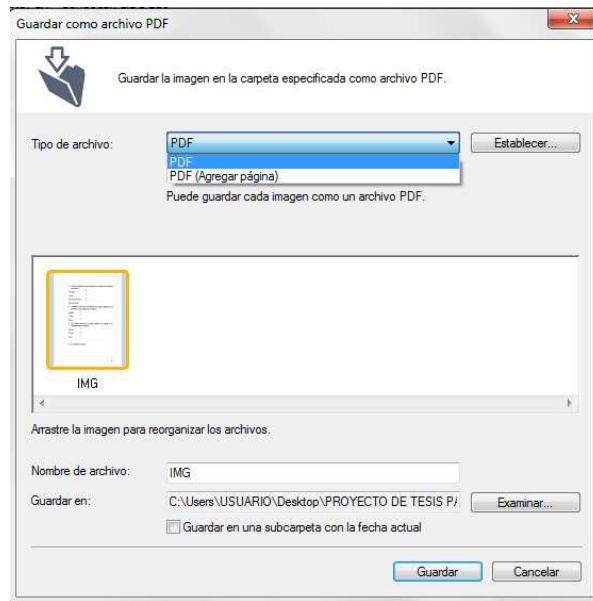 Guardar como archivo PDF
Guardar la imagen en la carpeta especificada como archivo PDF.
Tipo de archivo:
PDF
Establecer...
PDF
PDF (Agregar página)
Puede guardar cada imagen como un archivo PDF.
IMG
Arrastre la imagen para reorganizar los archivos.
Nombre de archivo:
IMG
Guardar en:
C:\Users\USUARIO\Desktop\PROYECTO DE TESIS P
Examinar...
Guardar en una subcarpeta con la fecha actual
Guardar
Cancelar